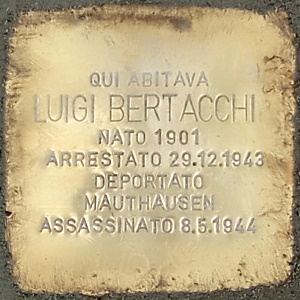 QUI ABITAVA
LUIGI BERTACCHI
NATO 1901
ARRESTATO 29.12.1943
DEPORTATO
MAUTHAUSEN
ASSASSINATO 8.5.1944